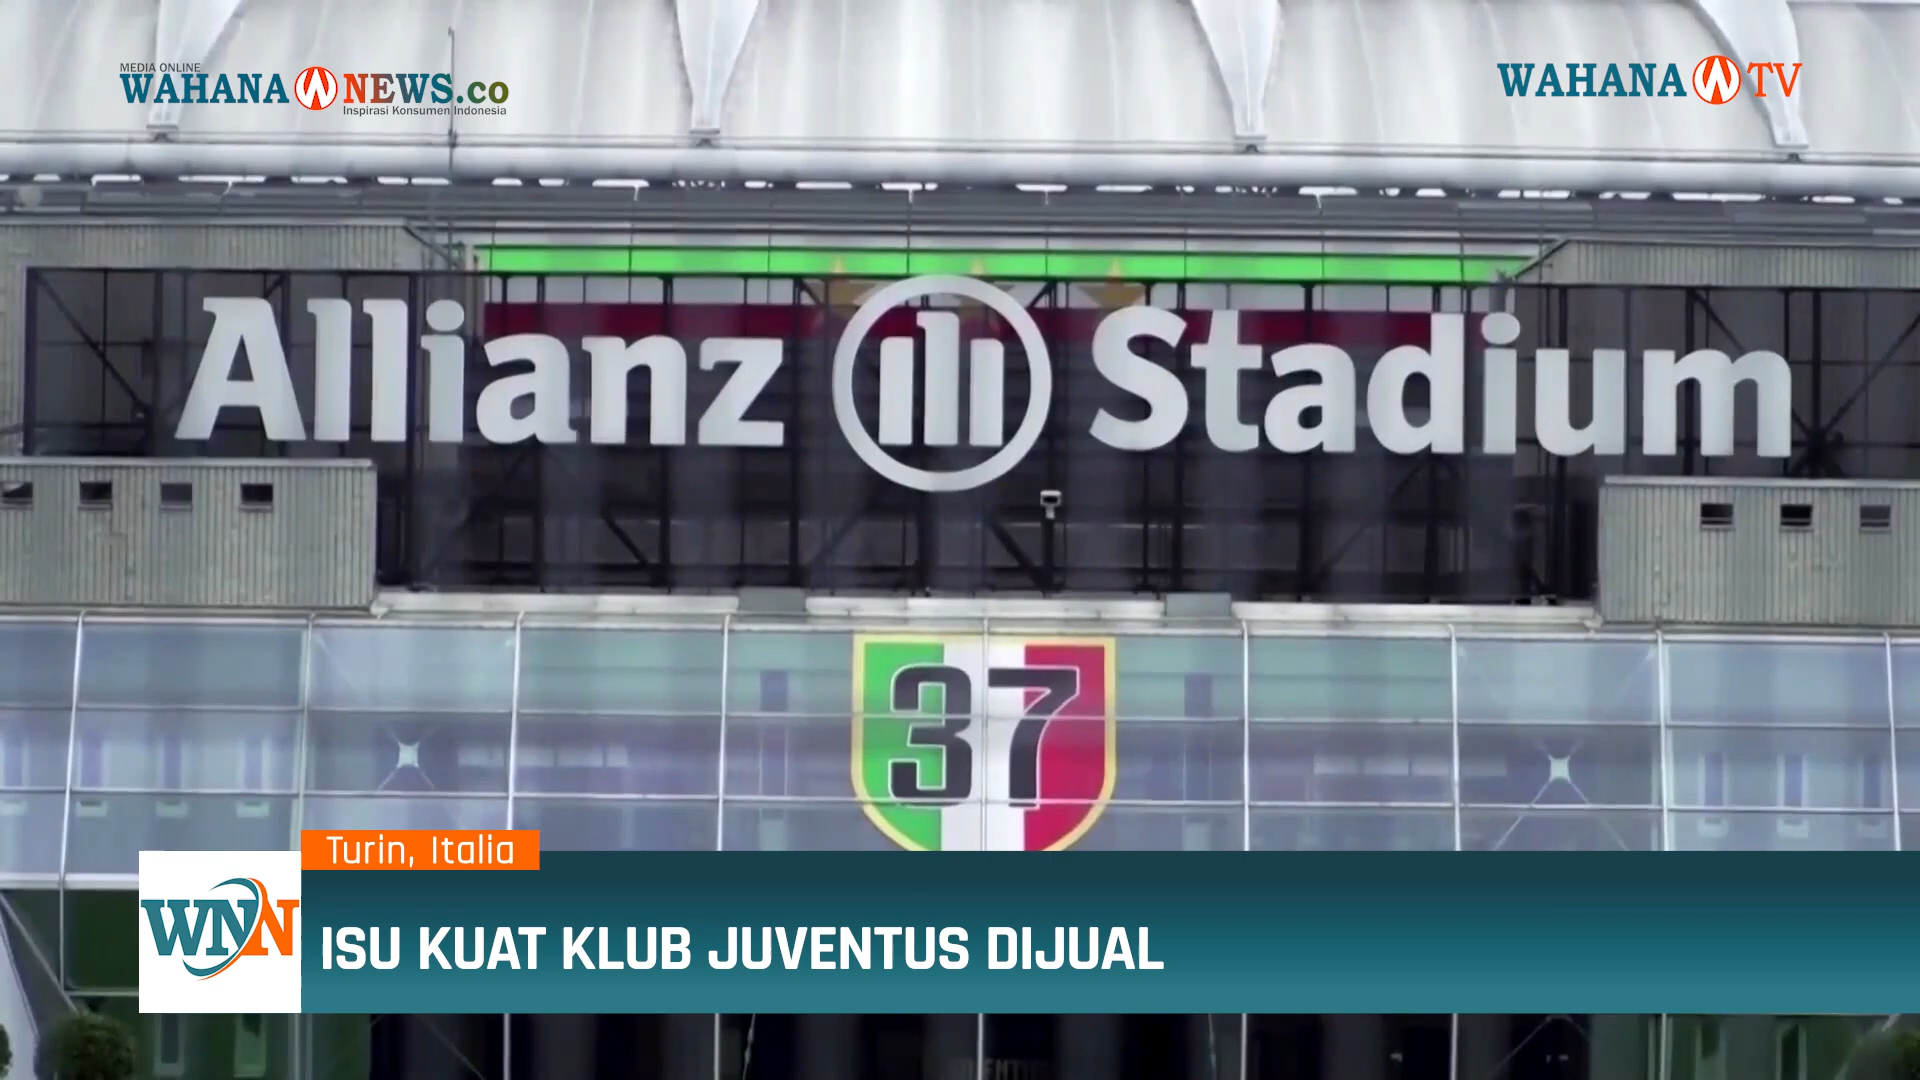 MEDIA ONLINE
WAHANA NEWS.co
Inspirasi Konsumen Indonesia
WAHANA TV
Allianz Stadium
37
Turin, Italia
WNN
ISU KUAT KLUB JUVENTUS DIJUAL